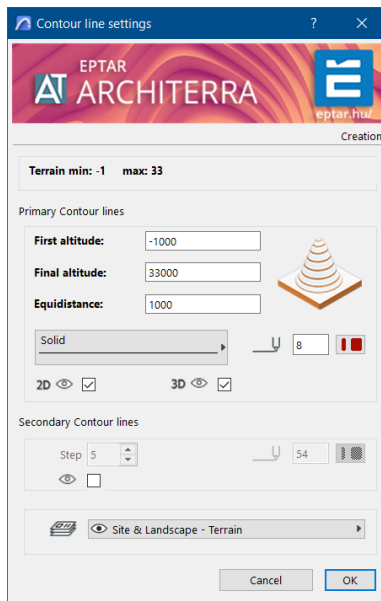 Contour line settings
EPTAR
AT ARCHITERRA
eptar.hu/
Creation
Terrain min: -1 max: 33
Primary Contour lines
First altitude: -1000
Final altitude: 33000
Equidistance: 1000
Solid 8
2D 3D
Secondary Contour lines
Step 5 54
Site & Landscape - Terrain
Cancel OK